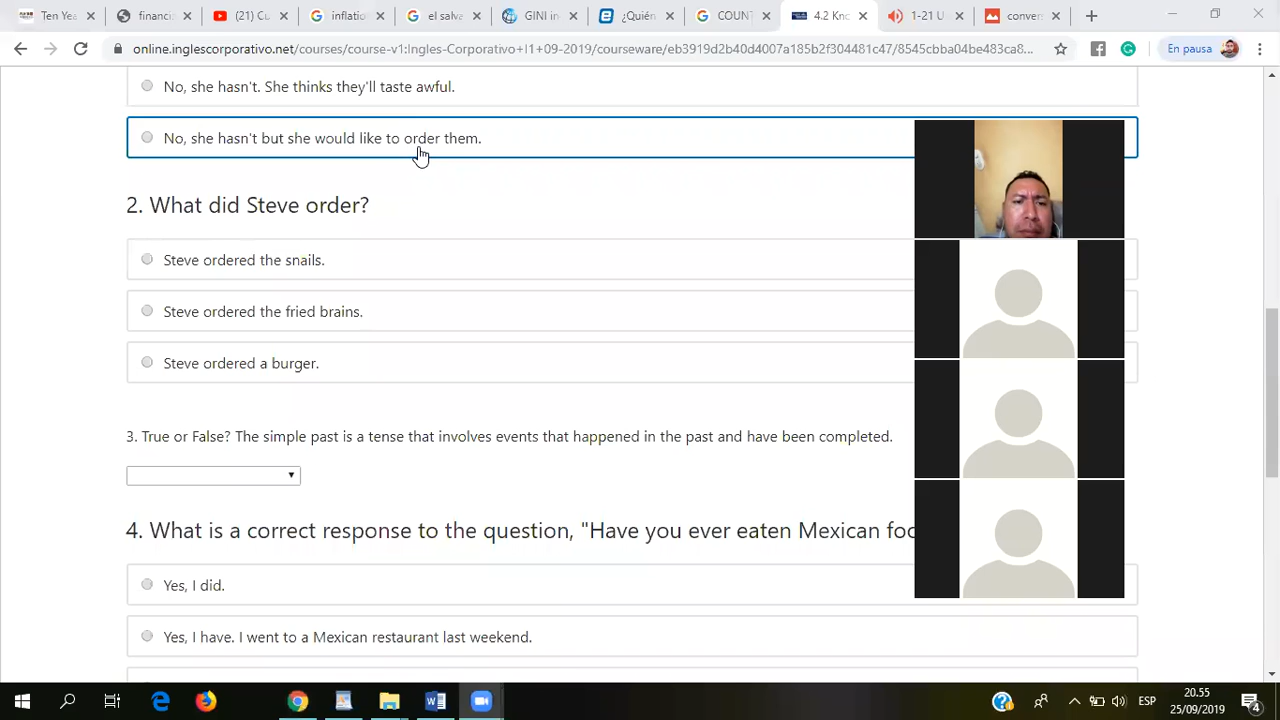 Ten Yea
financi
(21) Cu
inflatio
el salva
GINI in
¿Quién
COUNT
4.2 Kno
1-21 U
conver
online.inglescorporativo.net/courses/course-v1:Ingles-Corporativo+I1+09-2019/courseware/eb3919d2b40d4007a185b2f304481c47/8545cbba04be483ca8...
En pausa
No, she hasn't. She thinks they'll taste awful.
No, she hasn't but she would like to order them.
2. What did Steve order?
Steve ordered the snails.
Steve ordered the fried brains.
Steve ordered a burger.
3. True or False? The simple past is a tense that involves events that happened in the past and have been completed.
4. What is a correct response to the question, "Have you ever eaten Mexican foo
Yes, I did.
Yes, I have. I went to a Mexican restaurant last weekend.
ESP
20.55
25/09/2019
4